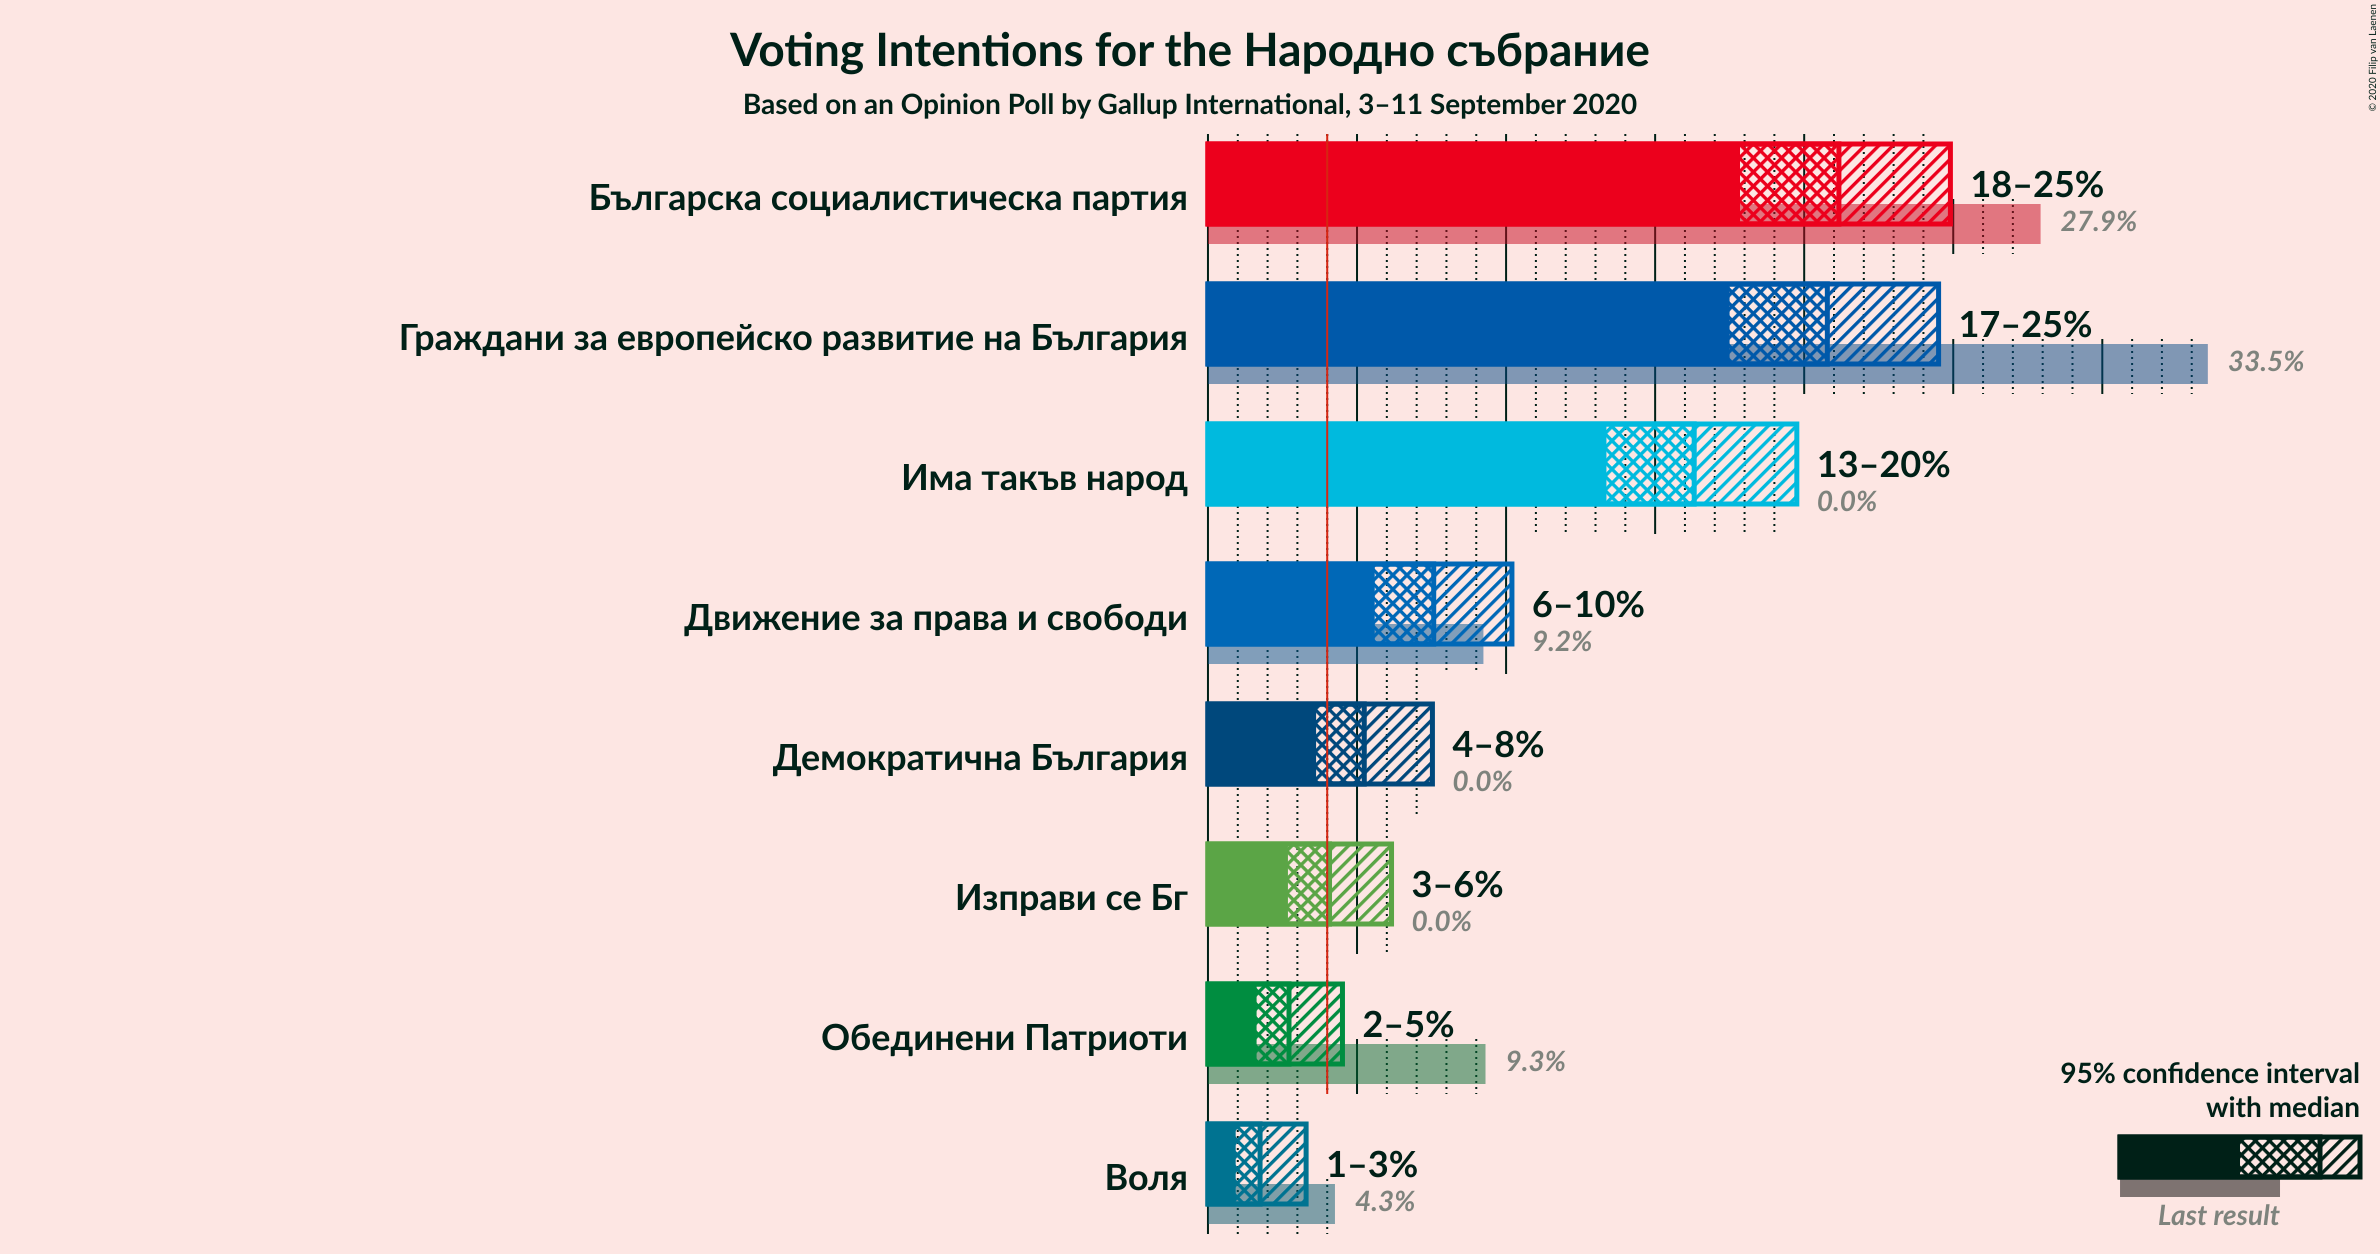 Voting Intentions for the Народно събрание
Based on an Opinion Poll by Gallup International, 3–11 September 2020
© 2020 Filip van Laenen
Българска социалистическа партия
18–25%
27.9%
Граждани за европейско развитие на България
17–25%
33.5%
Има такъв народ
13–20%
0.0%
Движение за права и свободи
6–10%
9.2%
Демократична България
4–8%
0.0%
Изправи се Бг
3–6%
0.0%
Обединени Патриоти
2–5%
9.3%
Воля
1–3%
4.3%
95% confidence interval
with median
Last result